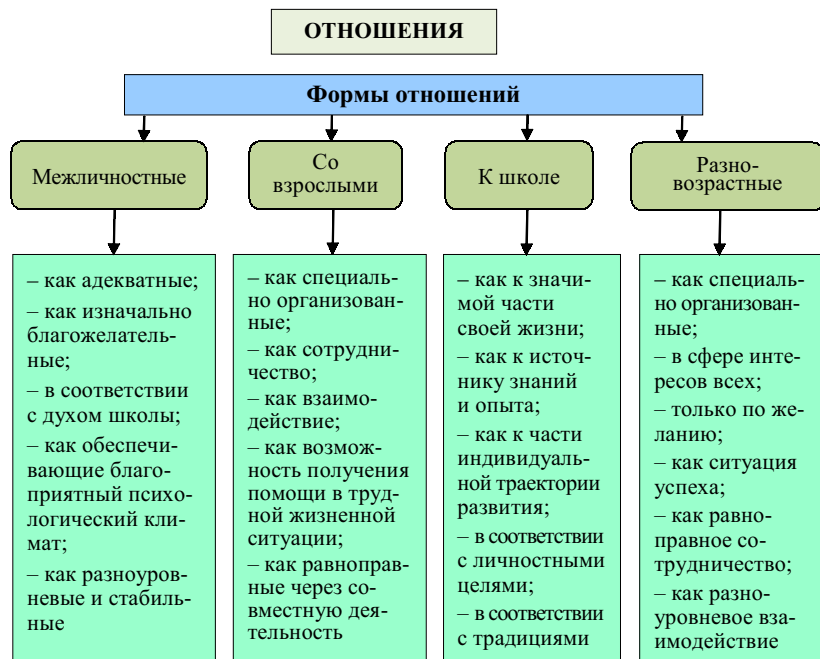 ОТНОШЕНИЯ
Формы отношений
Межличностные
Со
взрослыми
К школе
Разно-
возрастные
– как адекватные;
– как изначально
благожелатель-
ные;
– в соответствии
с духом школы;
– как обеспечи-
вающие благо-
приятный психо-
логический кли-
мат;
– как разноуров-
невые и стабиль-
ные
– как специаль-
но организован-
ные;
– как сотрудни-
чество;
– как взаимо-
действие;
– как возмож-
ность получения
помощи в труд-
ной жизненной
ситуации;
– как равноправ-
ные через со-
вместную дея-
тельность
– как к значи-
мой части
своей жизни;
– как к источ-
нику знаний
и опыта;
– как к части
индивидуаль-
ной траектории
развития;
– в соответствии
с личностными
целями;
– в соответствии
с традициями
– как специаль-
но организован-
ные;
– в сфере инте-
ресов всех;
– только по же-
ланию;
– как ситуация
успеха;
– как равно-
правное со-
трудничество;
– как разно-
уровневое вза-
имодействие